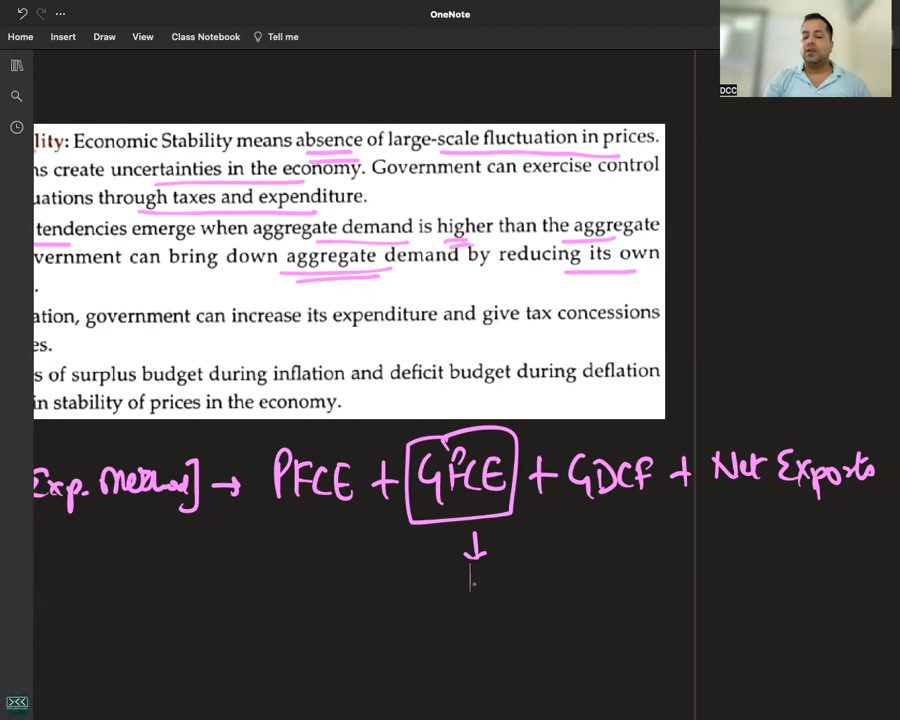 OneNote
Home Insert Draw View Class Notebook Tell me
DCC
lity: Economic Stability means absence of large-scale fluctuation in prices.
ns create uncertainties in the economy. Government can exercise control
uations through taxes and expenditure.
tendencies emerge when aggregate demand is higher than the aggregate
vernment can bring down aggregate demand by reducing its own
.
ation, government can increase its expenditure and give tax concessions
es.
s of surplus budget during inflation and deficit budget during deflation
in stability of prices in the economy.
Exp. Method] → PFCE + GFCE + GDCF + Net Exports
↓